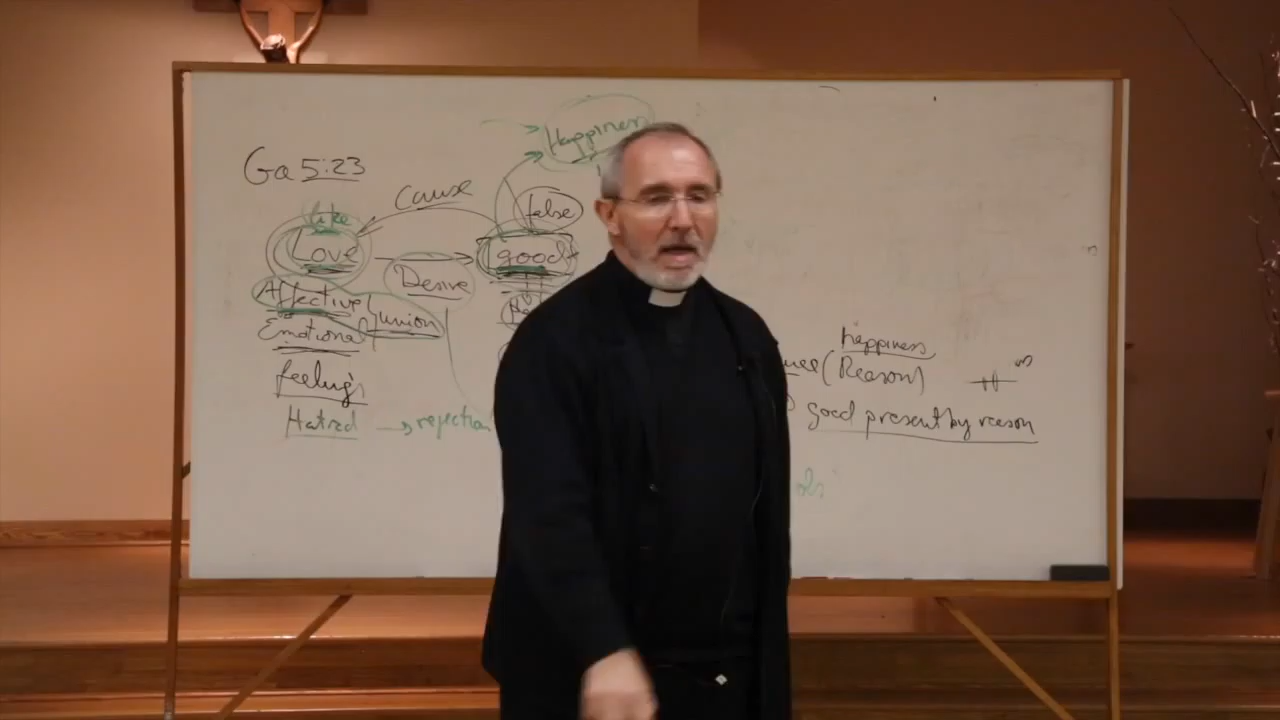 Happiness
Ga 5:23
Cause
like
false
Love
good
Desire
Affective
union
Emotional
feelings
Hatred → rejection
Happiness
(Reason)
good present by reason